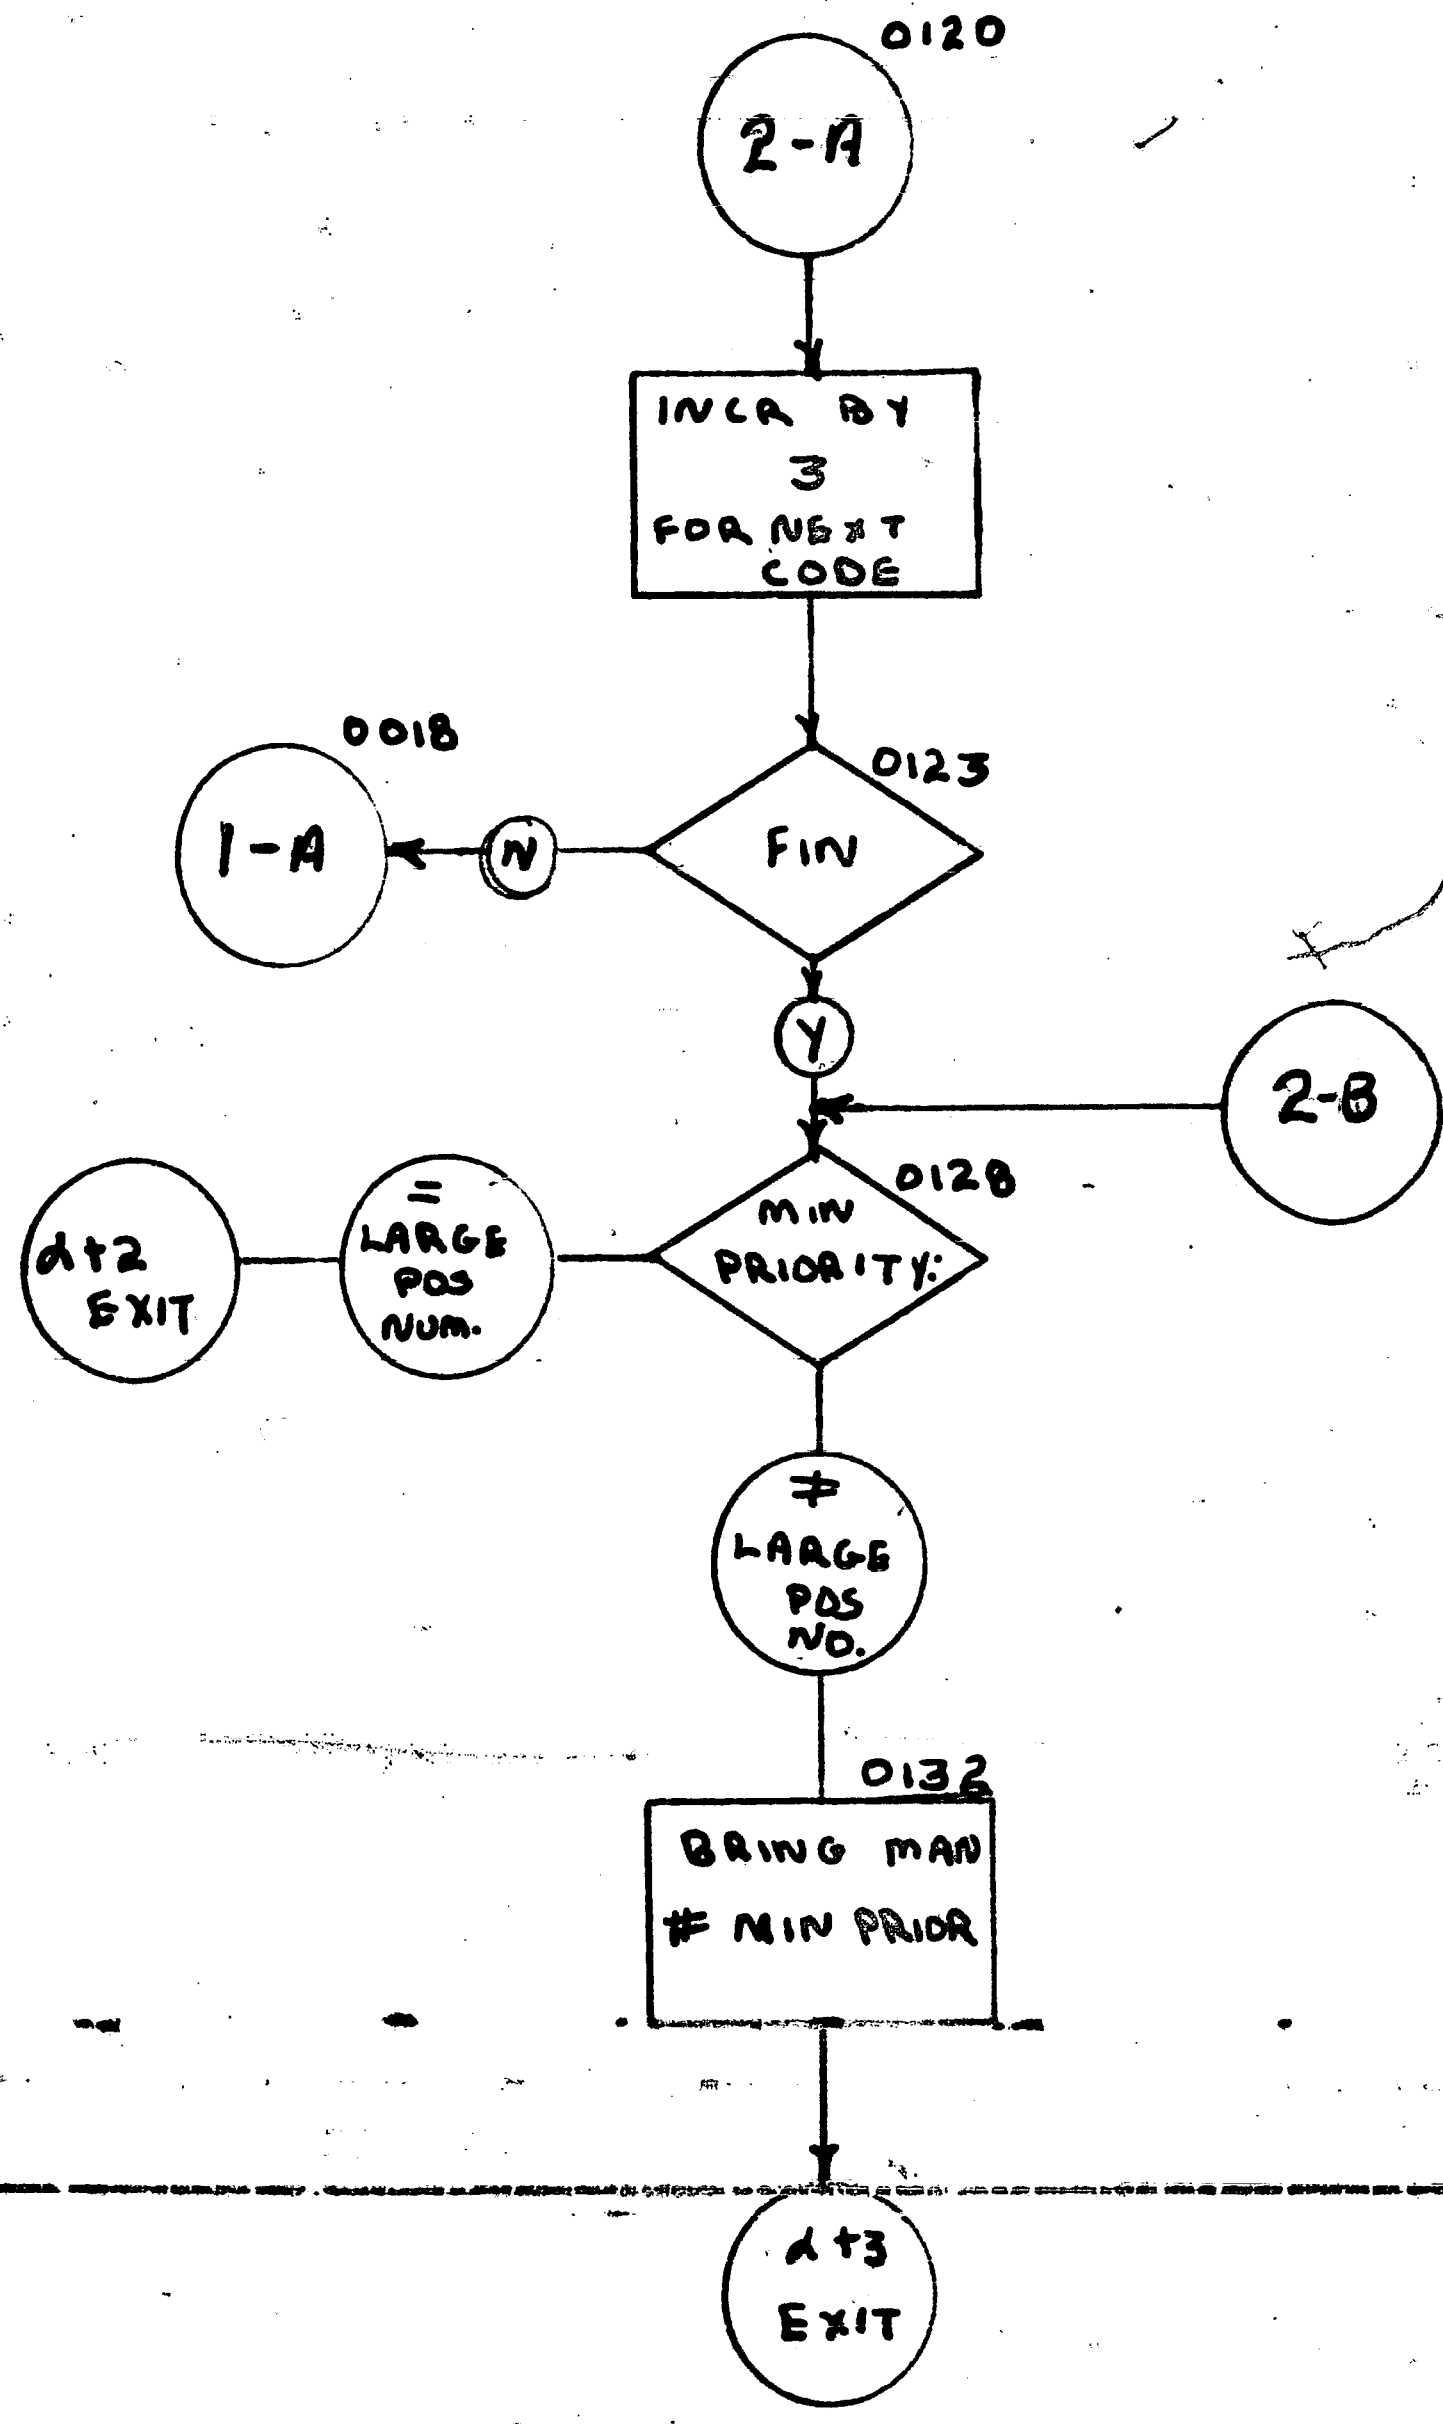 0120
2-A
INCR BY
3
FOR NEXT
CODE
0018
0123
1-A
N
FIN
Y
2-B
0128
MIN
PRIORITY:
=
LARGE
POS
NUM.
α+2
EXIT
≠
LARGE
POS
NO.
0132
BRING MAN
# MIN PRIOR
α+3
EXIT